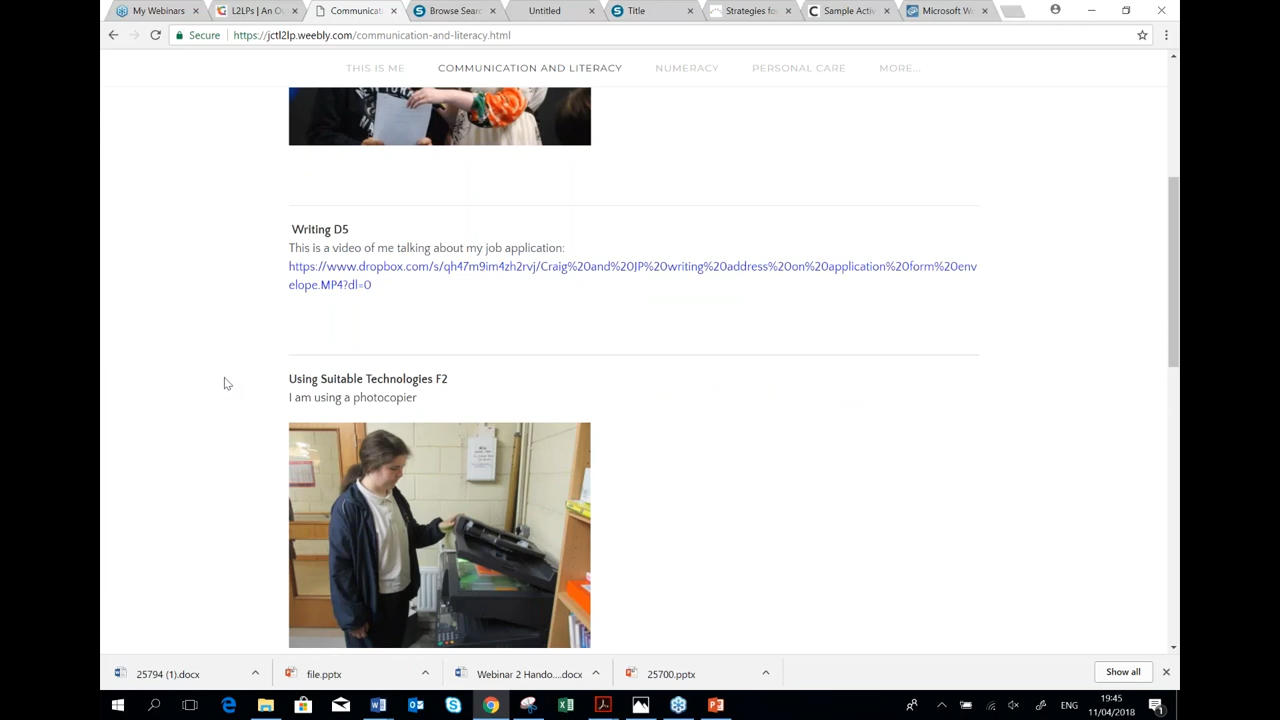 My Webinars
L2LPs | An Ov
Communicat
Browse Sear
Untitled
Title
Strategies fo
Sample Activ
Microsoft Wo
Secure
https://jctl2lp.weebly.com/communication-and-literacy.html
THIS IS ME COMMUNICATION AND LITERACY NUMERACY PERSONAL CARE MORE...
Writing D5
This is a video of me talking about my job application:
https://www.dropbox.com/s/qh47m9im4zh2rvj/Craig%20and%20JP%20writing%20address%20on%20application%20form%20env
elope.MP4?dl=0
Using Suitable Technologies F2
I am using a photocopier
25794 (1).docx
file.pptx
Webinar 2 Hando....docx
25700.pptx
Show all
ENG
19:45
11/04/2018